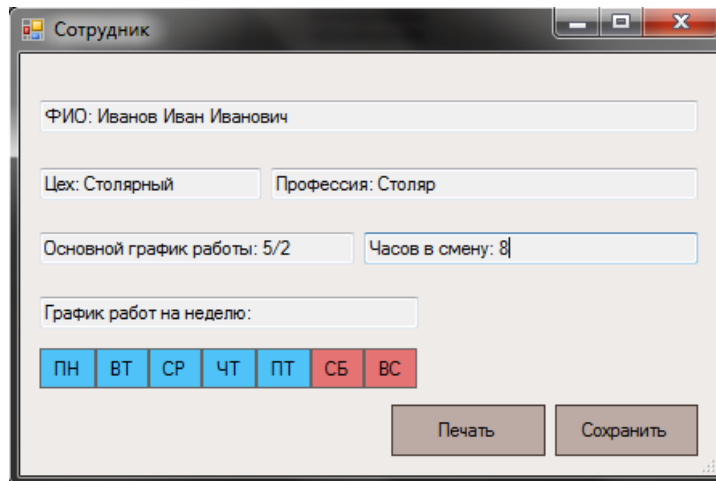 Сотрудник
ФИО: Иванов Иван Иванович
Цех: Столярный Профессия: Столяр
Основной график работы: 5/2 Часов в смену: 8
График работ на неделю:
ПН ВТ СР ЧТ ПТ СБ ВС
Печать Сохранить